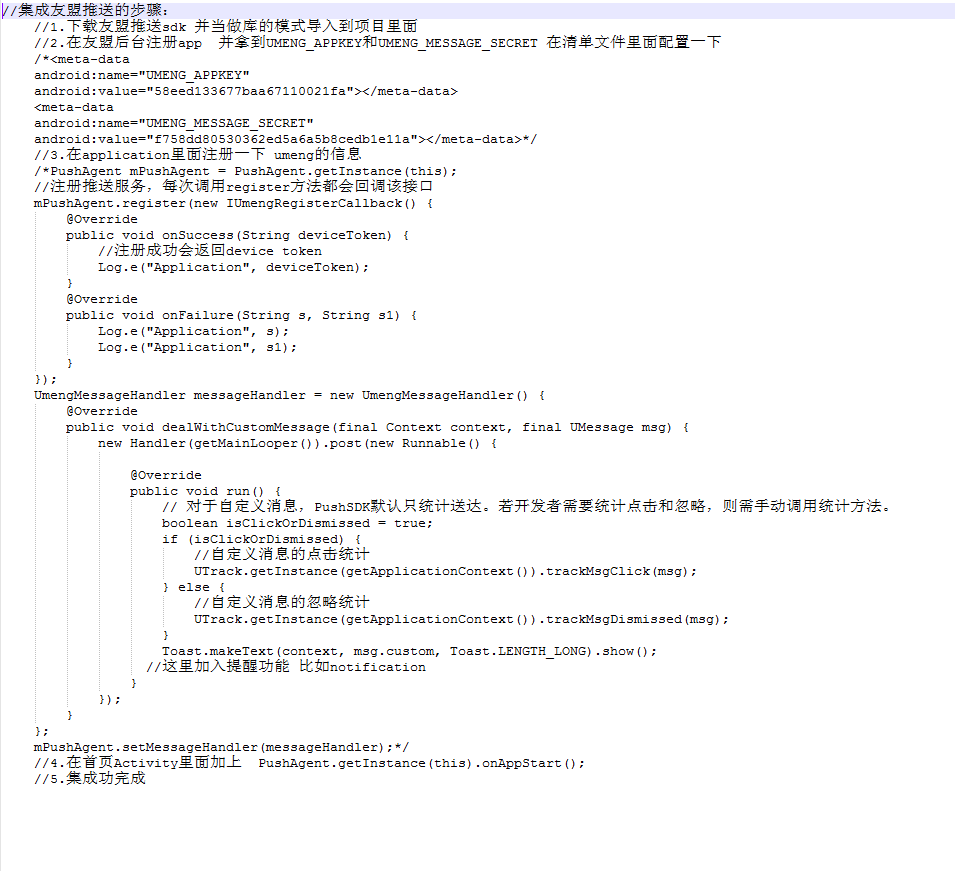 //集成友盟推送的步骤:
//1.下载友盟推送sdk 并当做库的模式导入到项目里面
//2.在友盟后台注册app  并拿到UMENG_APPKEY和UMENG_MESSAGE_SECRET 在清单文件里面配置一下
/*<meta-data
android:name="UMENG_APPKEY"
android:value="58eed133677baa67110021fa"></meta-data>
<meta-data
android:name="UMENG_MESSAGE_SECRET"
android:value="f758dd80530362ed5a6a5b8cedb1e11a"></meta-data>*/
//3.在application里面注册一下 umeng的信息
/*PushAgent mPushAgent = PushAgent.getInstance(this);
//注册推送服务，每次调用register方法都会回调该接口
mPushAgent.register(new IUmengRegisterCallback() {
@Override
public void onSuccess(String deviceToken) {
//注册成功会返回device token
Log.e("Application", deviceToken);
}
@Override
public void onFailure(String s, String s1) {
Log.e("Application", s);
Log.e("Application", s1);
}
});
UmengMessageHandler messageHandler = new UmengMessageHandler() {
@Override
public void dealWithCustomMessage(final Context context, final UMessage msg) {
new Handler(getMainLooper()).post(new Runnable() {
@Override
public void run() {
// 对于自定义消息，PushSDK默认只统计送达。若开发者需要统计点击和忽略，则需手动调用统计方法。
boolean isClickOrDismissed = true;
if (isClickOrDismissed) {
//自定义消息的点击统计
UTrack.getInstance(getApplicationContext()).trackMsgClick(msg);
} else {
//自定义消息的忽略统计
UTrack.getInstance(getApplicationContext()).trackMsgDismissed(msg);
}
Toast.makeText(context, msg.custom, Toast.LENGTH_LONG).show();
//这里加入提醒功能 比如notification
}
});
}
};
mPushAgent.setMessageHandler(messageHandler);*/
//4.在首页Activity里面加上  PushAgent.getInstance(this).onAppStart();
//5.集成功完成